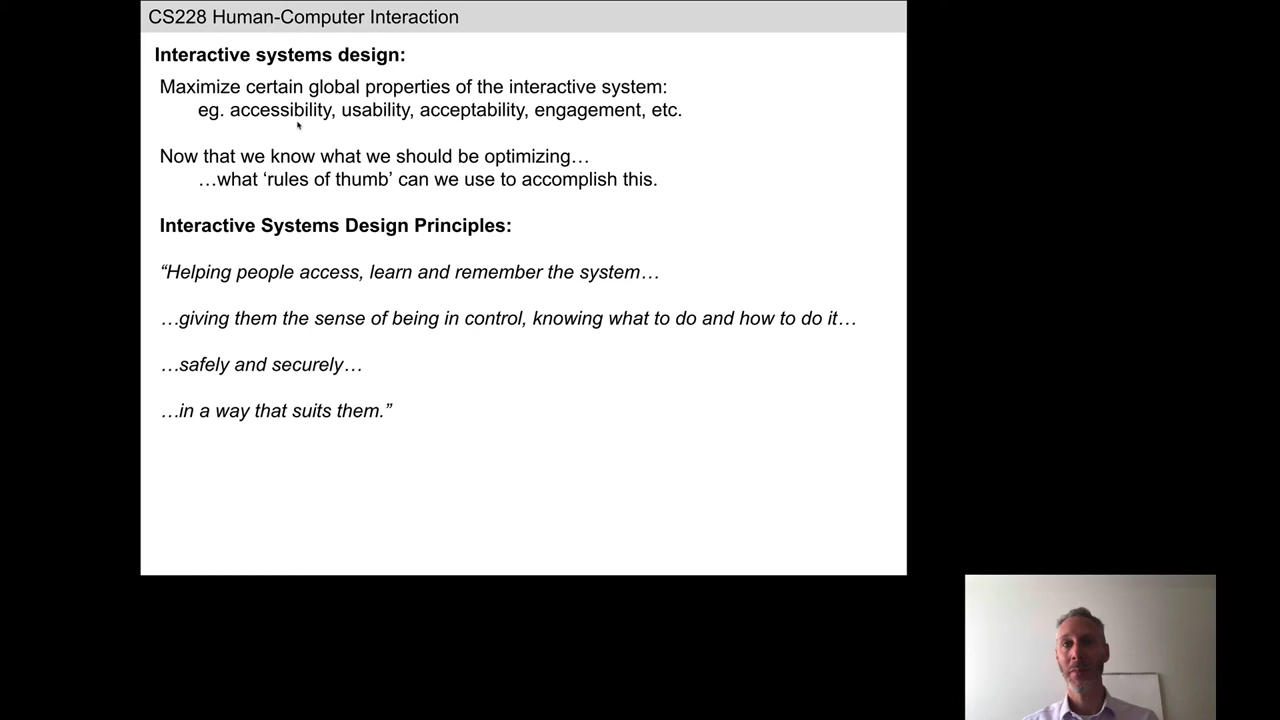 CS228 Human-Computer Interaction
Interactive systems design:
Maximize certain global properties of the interactive system:
eg. accessibility, usability, acceptability, engagement, etc.
Now that we know what we should be optimizing…
…what ‘rules of thumb’ can we use to accomplish this.
Interactive Systems Design Principles:
“Helping people access, learn and remember the system…
…giving them the sense of being in control, knowing what to do and how to do it…
…safely and securely…
…in a way that suits them.”